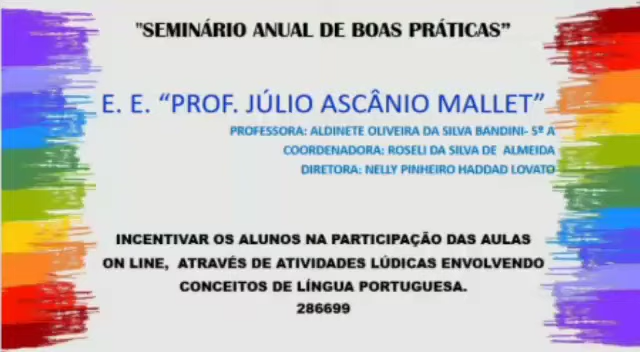 "SEMINÁRIO ANUAL DE BOAS PRÁTICAS”
E. E. “PROF. JÚLIO ASCÂNIO MALLET”
PROFESSORA: ALDINETE OLIVEIRA DA SILVA BANDINI- 5º A
COORDENADORA: ROSELI DA SILVA DE ALMEIDA
DIRETORA: NELLY PINHEIRO HADDAD LOVATO
INCENTIVAR OS ALUNOS NA PARTICIPAÇÃO DAS AULAS
ON LINE, ATRAVÉS DE ATIVIDADES LÚDICAS ENVOLVENDO
CONCEITOS DE LÍNGUA PORTUGUESA.
286699